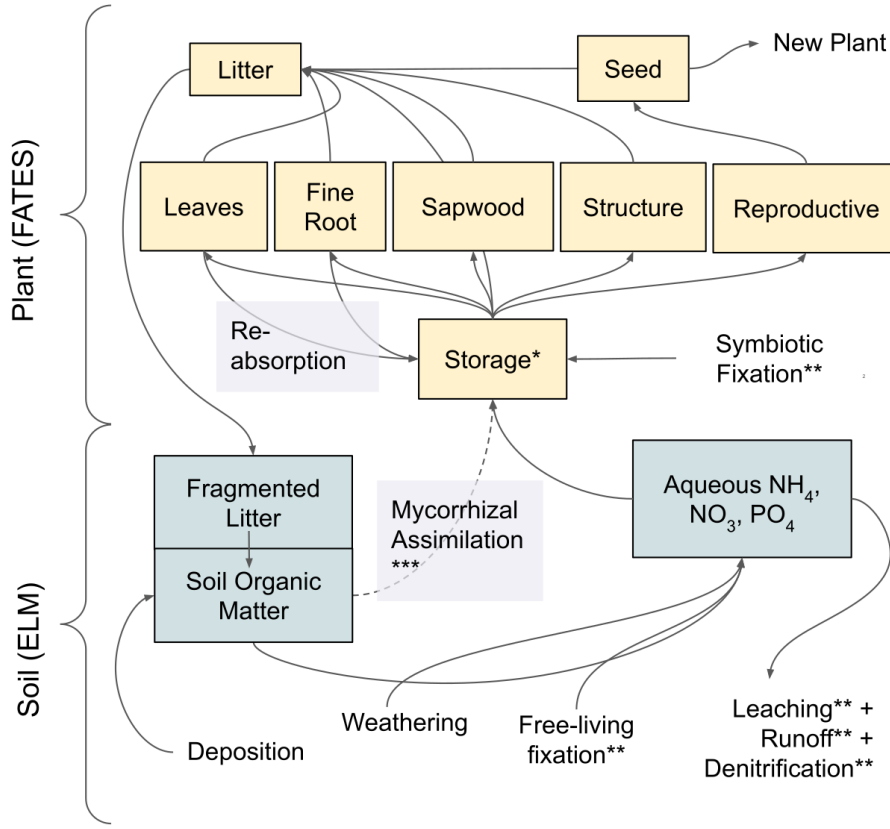 New Plant
Litter
Seed
Plant (FATES)
Leaves
Fine
Root
Sapwood
Structure
Reproductive
Re-
absorption
Storage*
Symbiotic
Fixation**
2
Soil (ELM)
Fragmented
Litter
Mycorrhizal
Assimilation
***
Aqueous NH₄,
NO₃, PO₄
Soil Organic
Matter
Deposition
Weathering
Free-living
fixation**
Leaching** +
Runoff** +
Denitrification**